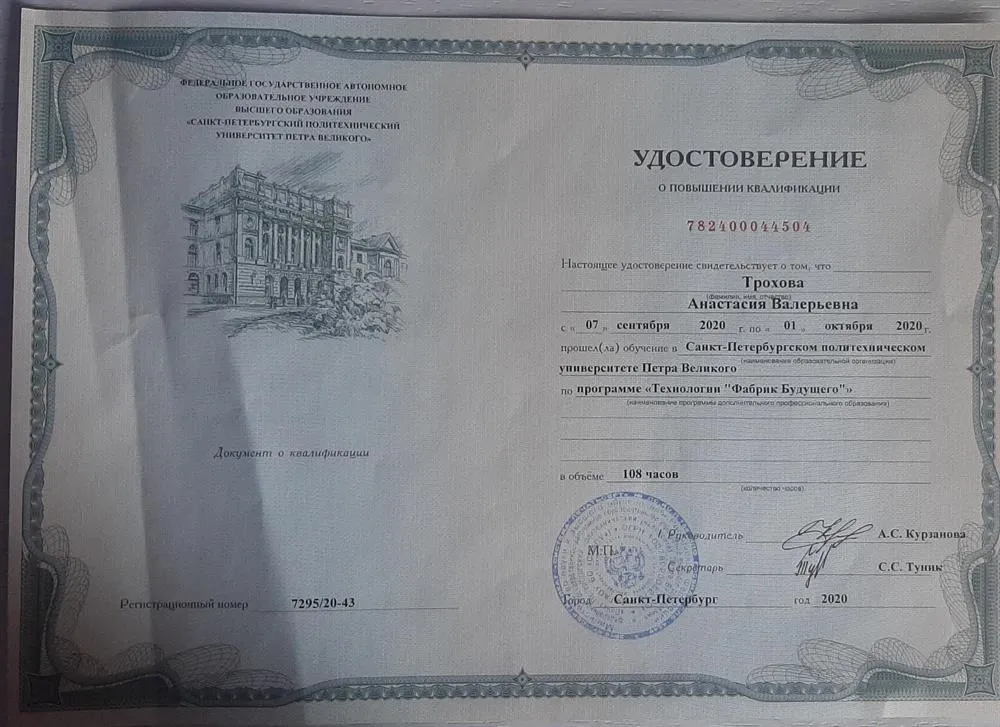 ФЕДЕРАЛЬНОЕ ГОСУДАРСТВЕННОЕ АВТОНОМНОЕ
ОБРАЗОВАТЕЛЬНОЕ УЧРЕЖДЕНИЕ
ВЫСШЕГО ОБРАЗОВАНИЯ
«САНКТ-ПЕТЕРБУРГСКИЙ ПОЛИТЕХНИЧЕСКИЙ
УНИВЕРСИТЕТ ПЕТРА ВЕЛИКОГО»
Документ о квалификации
Регистрационный номер 7295/20-43
УДОСТОВЕРЕНИЕ
О ПОВЫШЕНИИ КВАЛИФИКАЦИИ
782400044504
Настоящее удостоверение свидетельствует о том, что
Трохова
(фамилия, имя, отчество)
Анастасия Валерьевна
с « 07 » сентября 2020 г. по « 01 » октября 2020 г.
прошел(ла) обучение в Санкт-Петербургском политехническом
(наименование образовательной организации)
университете Петра Великого
по программе «Технологии "Фабрик Будущего"»
(наименование программы дополнительного профессионального образования)
в объёме 108 часов
(количество часов)
Руководитель А.С. Курзанова
М.П.
Секретарь С.С. Туник
Город Санкт-Петербург год 2020